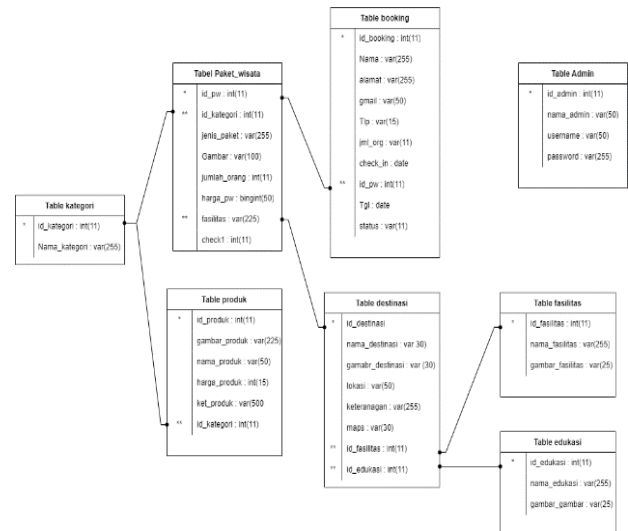 Table booking
* id_booking : int(11)
Nama : var(255)
alamat : var(255)
gmail : var(50)
Tlp : var(15)
jml_org : var(11)
check_in : date
** id_pw : int(11)
Tgl : date
status : var(11)
Tabel Paket_wisata
* id_pw : int(11)
** id_kategori : int(11)
jenis_paket : var(255)
Gambar : var(100)
jumlah_orang : int(11)
harga_pw : bingint(50)
** fasilitas : var(225)
check1 : int(11)
Table Admin
* id_admin : int(11)
nama_admin : var(50)
username : var(50)
password : var(255)
Table kategori
* id_kategori : int(11)
Nama_kategori : var(255)
Table produk
* id_produk : int(11)
gambar_produk : var(225)
nama_produk : var(50)
harga_produk : int(15)
ket_produk : var(500
** id_kategori : int(11)
Table destinasi
* id_destinasi
nama_destinasi : var 30)
gamabr_destinasi : var (30)
lokasi : var(50)
keteranagan : var(255)
maps : var(30)
** id_fasilitas : int(11)
** id_edukasi : int(11)
Table fasilitas
* id_fasilitas : int(11)
nama_fasilitas : var(255)
gambar_fasilitas : var(25)
Table edukasi
* id_edukasi : int(11)
nama_edukasi : var(255)
gambar_gambar : var(25)